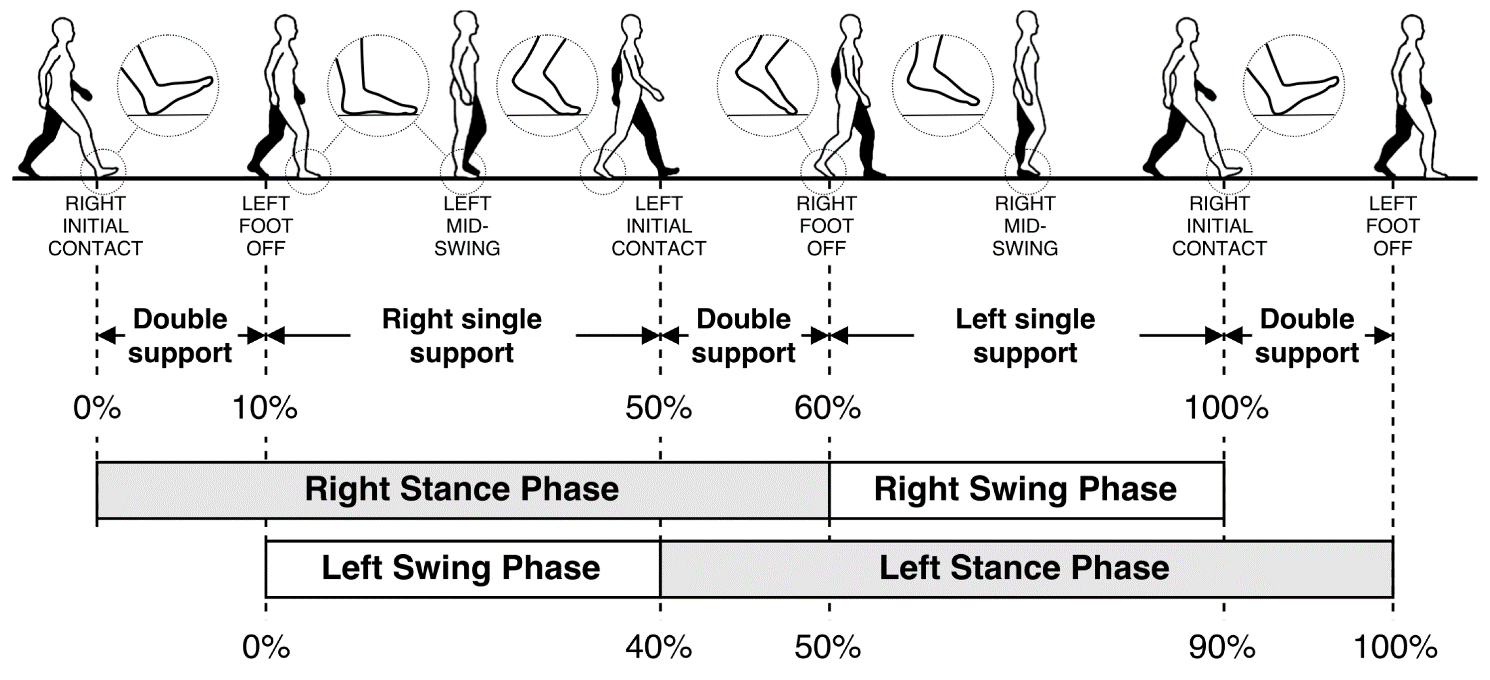 RIGHT
INITIAL
CONTACT
LEFT
FOOT
OFF
LEFT
MID-
SWING
LEFT
INITIAL
CONTACT
RIGHT
FOOT
OFF
RIGHT
MID-
SWING
RIGHT
INITIAL
CONTACT
LEFT
FOOT
OFF
Double
support
Right single
support
Double
support
Left single
support
Double
support
0%
10%
50%
60%
100%
Right Stance Phase
Right Swing Phase
Left Swing Phase
Left Stance Phase
0%
40%
50%
90%
100%